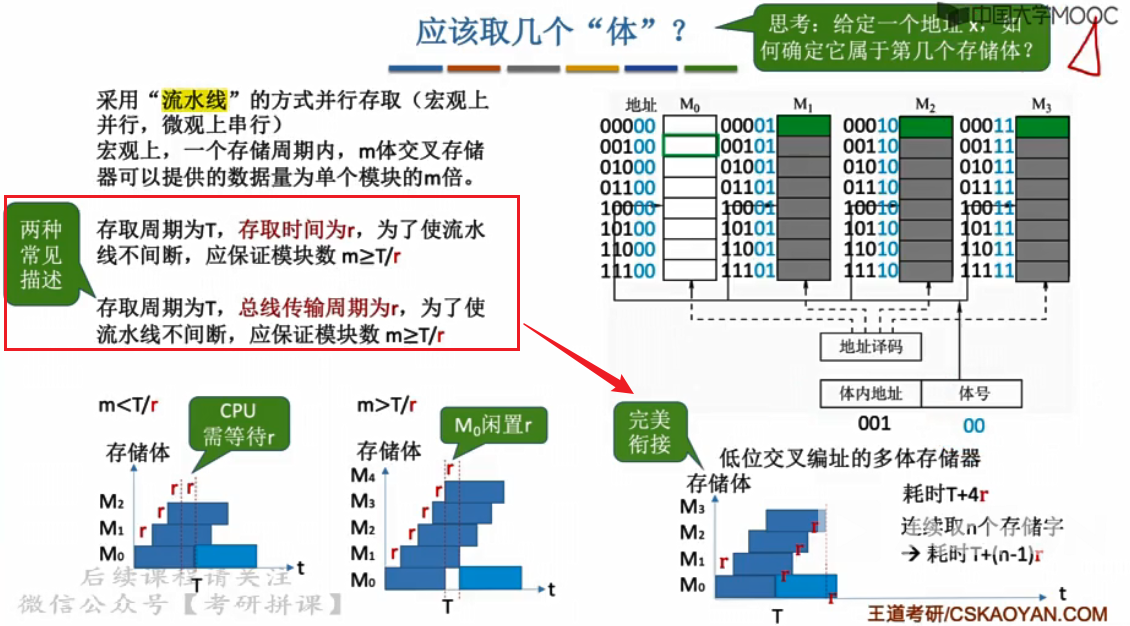 中国大学MOOC
应该取几个“体”？
思考：给定一个地址 x，如
何确定它属于第几个存储体？
采用“流水线”的方式并行存取（宏观上
并行，微观上串行）
宏观上，一个存储周期内，m体交叉存储
器可以提供的数据量为单个模块的m倍。
两种
常见
描述
存取周期为T，存取时间为r，为了使流水
线不间断，应保证模块数 m≥T/r
存取周期为T，总线传输周期为r，为了使
流水线不间断，应保证模块数 m≥T/r
地址 M0 M1 M2 M3
00000 00001 00010 00011
00100 00101 00110 00111
01000 01001 01010 01011
01100 01101 01110 01111
10000 10001 10010 10011
10100 10101 10110 10111
11000 11001 11010 11011
11100 11101 11110 11111
地址译码
体内地址 体号
001 00
低位交叉编址的多体存储器
m<T/r
CPU
需等待r
存储体
r r
M2
r
M1
r
M0
T
t
m>T/r
M0闲置r
存储体
r
M4
r
M3
r
M2
r
M1
r
M0
T
t
完美
衔接
存储体
M3
r
M2
r
M1
r
r
M0
r
T
t
耗时T+4r
连续取n个存储字
→ 耗时T+(n-1)r
后续课程请关注
微信公众号【考研拼课】
王道考研/CSKAOYAN.COM